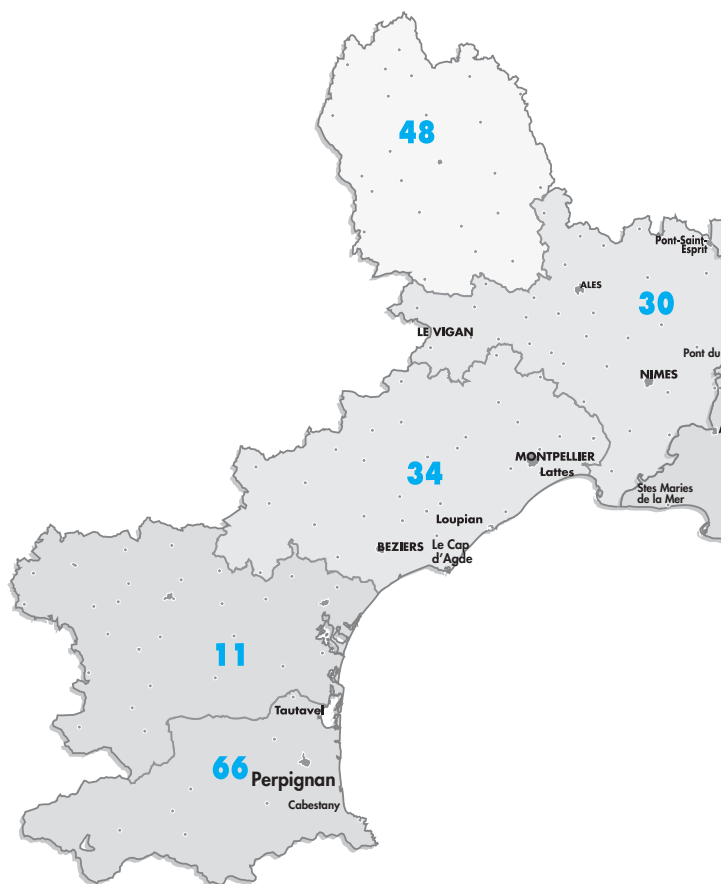 48
Pont-Saint-
Esprit
ALES
30
LE VIGAN
Pont du
NIMES
MONTPELLIER
Lattes
34
Stes Maries
de la Mer
Loupian
BEZIERS
Le Cap
d'Agde
11
Tautavel
66
Perpignan
Cabestany